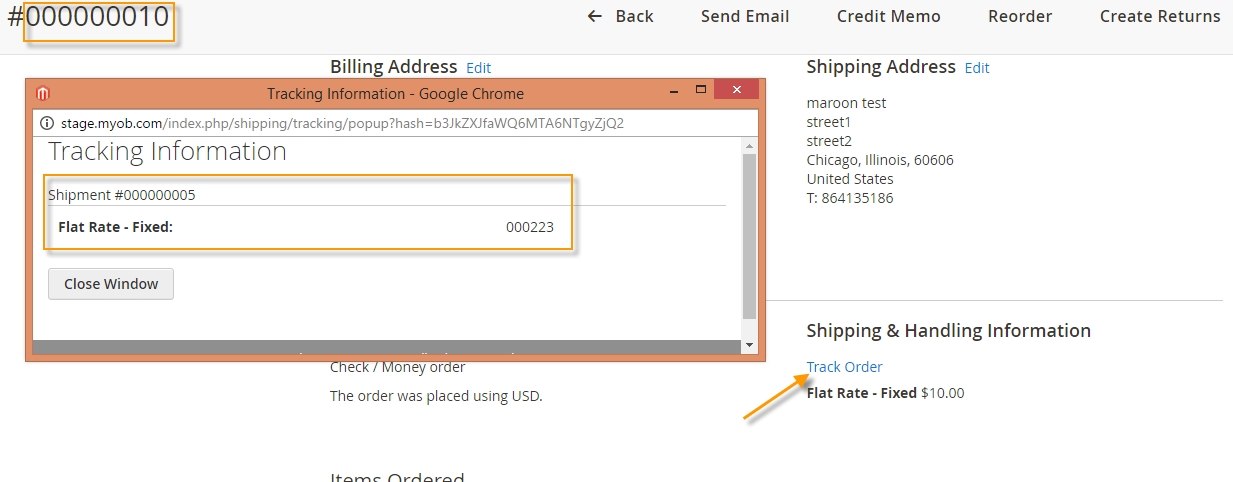 #000000010
Back Send Email Credit Memo Reorder Create Returns
Billing Address Edit
Tracking Information - Google Chrome
stage.myob.com/index.php/shipping/tracking/popup?hash=b3JkZXJfaWQ6MTA6NTgyZjQ2
Tracking Information
Shipment #000000005
Flat Rate - Fixed: 000223
Close Window
Check / Money order
The order was placed using USD.
Items Ordered
Shipping Address Edit
maroon test
street1
street2
Chicago, Illinois, 60606
United States
T: 864135186
Shipping & Handling Information
Track Order
Flat Rate - Fixed $10.00